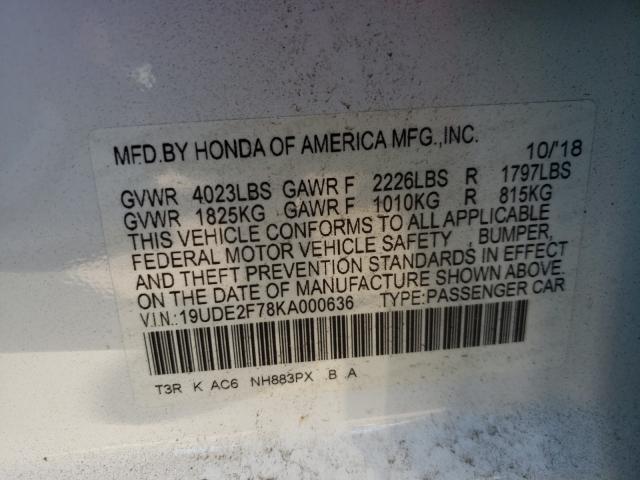 MFD.BY HONDA OF AMERICA MFG.,INC. 10/'18
GVWR 4023LBS GAWR F 2226LBS R 1797LBS
GVWR 1825KG GAWR F 1010KG R 815KG
THIS VEHICLE CONFORMS TO ALL APPLICABLE
FEDERAL MOTOR VEHICLE SAFETY , BUMPER,
AND THEFT PREVENTION STANDARDS IN EFFECT
ON THE DATE OF MANUFACTURE SHOWN ABOVE.
V.I.N.:19UDE2F78KA000636 TYPE:PASSENGER CAR
T3R K AC6 NH883PX .B .A